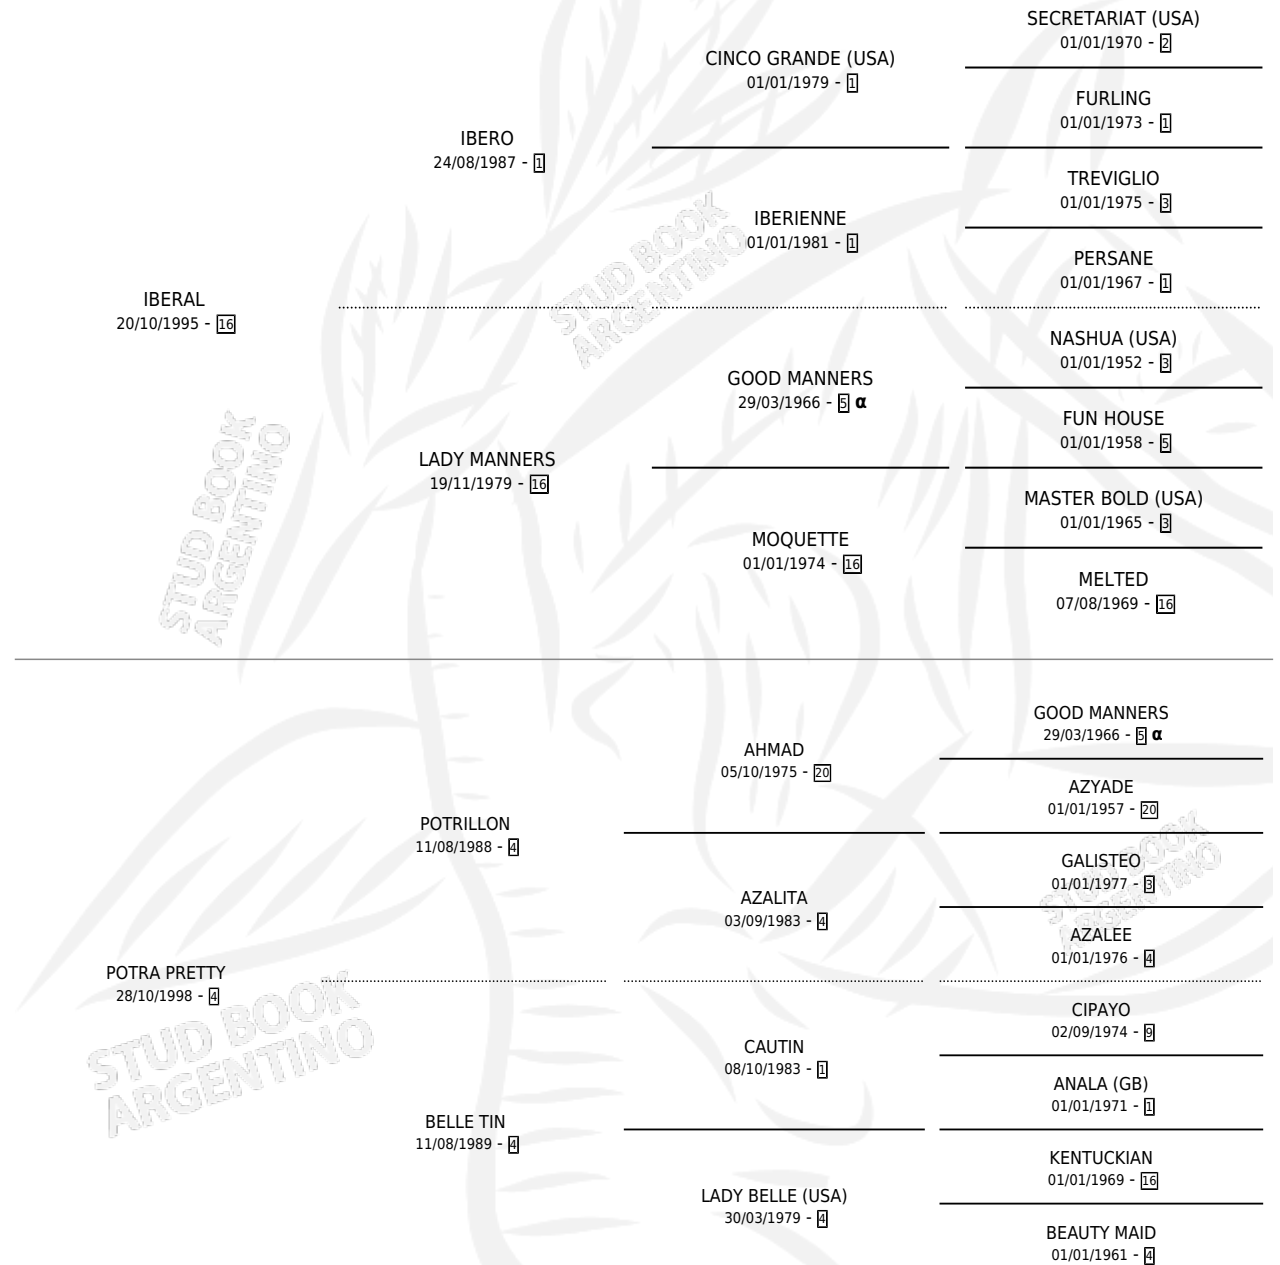 SECRETARIAT (USA)
01/01/1970 - 2
CINCO GRANDE (USA)
01/01/1979 - 1
FURLING
01/01/1973 - 1
IBERO
24/08/1987 - 1
TREVIGLIO
01/01/1975 - 3
IBERIENNE
01/01/1981 - 1
PERSANE
01/01/1967 - 1
IBERAL
20/10/1995 - 16
NASHUA (USA)
01/01/1952 - 3
GOOD MANNERS
29/03/1966 - 5 α
FUN HOUSE
01/01/1958 - 5
LADY MANNERS
19/11/1979 - 16
MASTER BOLD (USA)
01/01/1965 - 3
MOQUETTE
01/01/1974 - 16
MELTED
07/08/1969 - 16
GOOD MANNERS
29/03/1966 - 5 α
AHMAD
05/10/1975 - 20
AZYADE
01/01/1957 - 20
POTRILLON
11/08/1988 - 4
GALISTEO
01/01/1977 - 3
AZALITA
03/09/1983 - 4
AZALEE
01/01/1976 - 4
POTRA PRETTY
28/10/1998 - 4
CIPAYO
02/09/1974 - 9
CAUTIN
08/10/1983 - 1
ANALA (GB)
01/01/1971 - 1
BELLE TIN
11/08/1989 - 4
KENTUCKIAN
01/01/1969 - 16
LADY BELLE (USA)
30/03/1979 - 4
BEAUTY MAID
01/01/1961 - 4
STUD BOOK
ARGENTINO
STUD BOOK
ARGENTINO
STUD BOOK
ARGENTINO
STUD BOOK
ARGENTINO